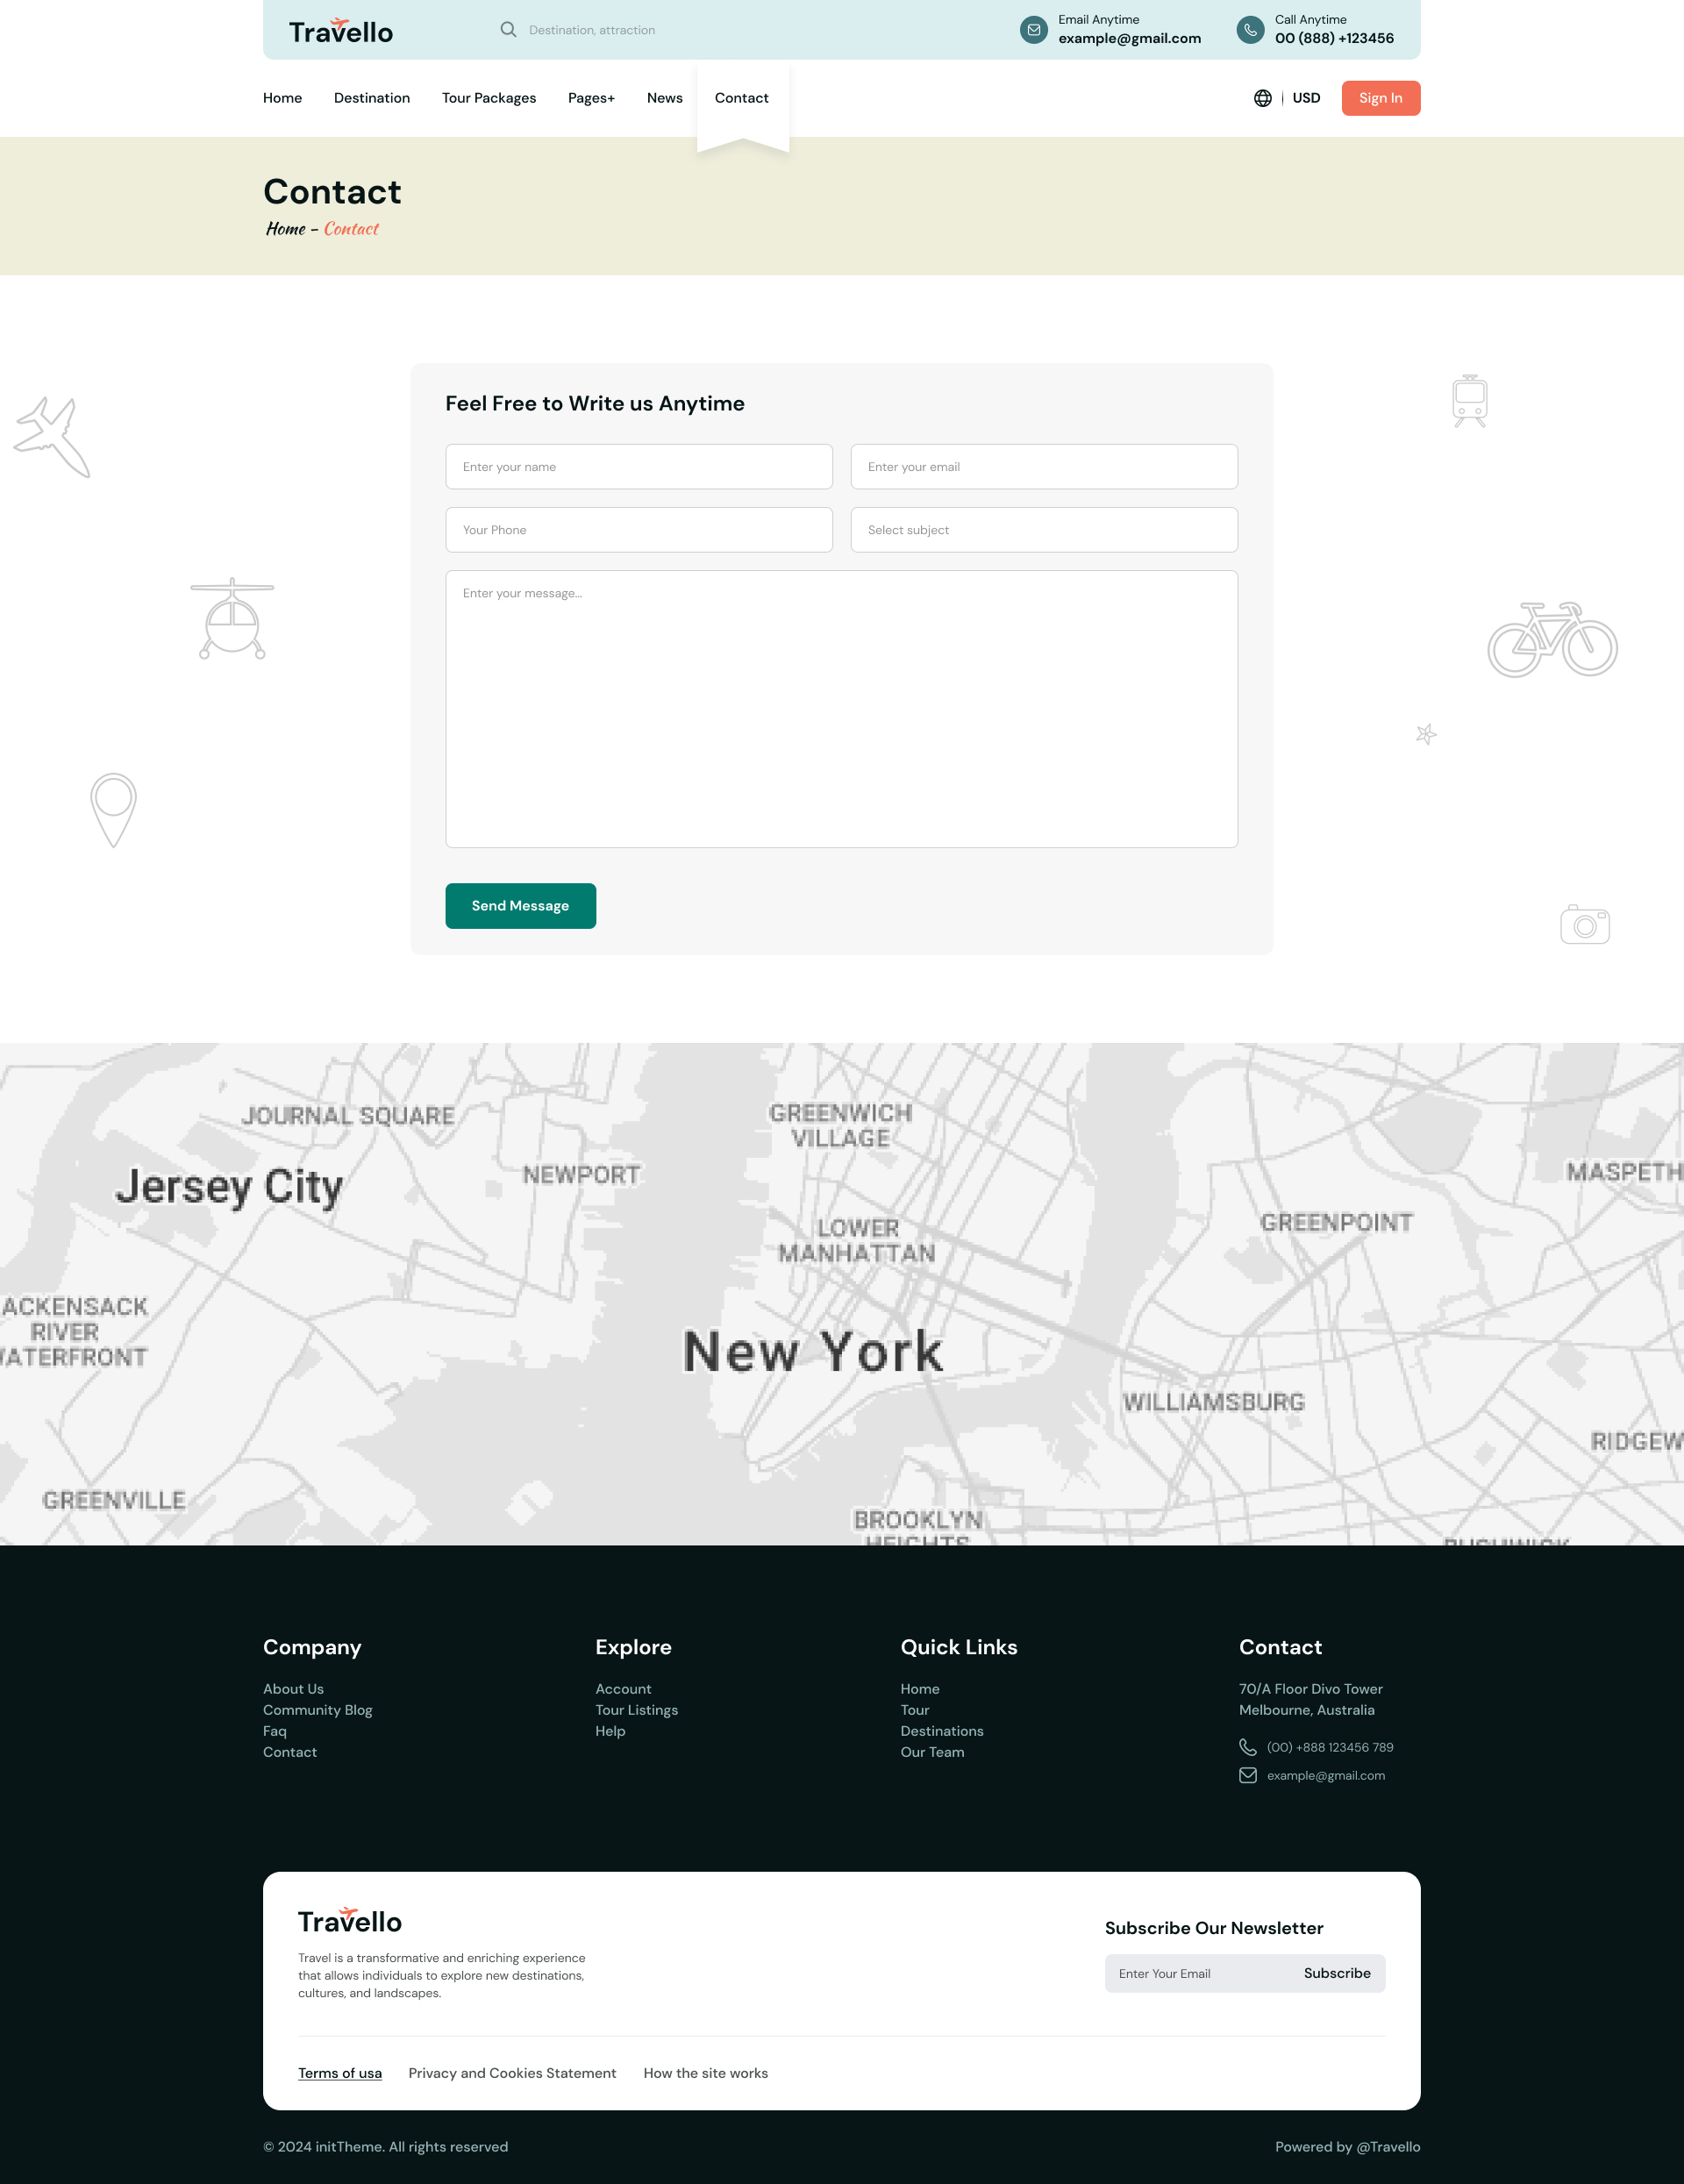 Travello
Destination, attraction
Email Anytime
example@gmail.com
Call Anytime
00 (888) +123456
Home
Destination
Tour Packages
Pages+
News
Contact
USD
Sign In
Contact
Home - Contact
Feel Free to Write us Anytime
Enter your name
Enter your email
Your Phone
Select subject
Enter your message...
Send Message
JOURNAL SQUARE
GREENWICH
VILLAGE
Jersey City
NEWPORT
MASPETH
LOWER
MANHATTAN
GREENPOINT
ACKENSACK
RIVER
WATERFRONT
New York
WILLIAMSBURG
RIDGEW
GREENVILLE
BROOKLYN
HEIGHTS
BUSHWICK
Company
About Us
Community Blog
Faq
Contact
Explore
Account
Tour Listings
Help
Quick Links
Home
Tour
Destinations
Our Team
Contact
70/A Floor Divo Tower
Melbourne, Australia
(00) +888 123456 789
example@gmail.com
Travello
Travel is a transformative and enriching experience
that allows individuals to explore new destinations,
cultures, and landscapes.
Subscribe Our Newsletter
Enter Your Email
Subscribe
Terms of usa
Privacy and Cookies Statement
How the site works
© 2024 initTheme. All rights reserved
Powered by @Travello